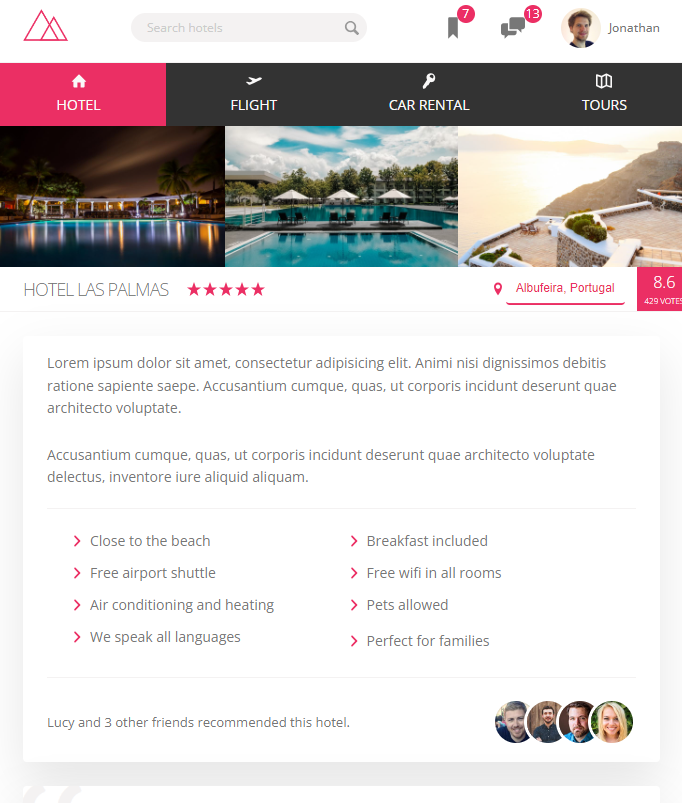 Search hotels
7
13
Jonathan
HOTEL
FLIGHT
CAR RENTAL
TOURS
HOTEL LAS PALMAS
Albufeira, Portugal
8.6
429 VOTES
Lorem ipsum dolor sit amet, consectetur adipisicing elit. Animi nisi dignissimos debitis
ratione sapiente saepe. Accusantium cumque, quas, ut corporis incidunt deserunt quae
architecto voluptate.
Accusantium cumque, quas, ut corporis incidunt deserunt quae architecto voluptate
delectus, inventore iure aliquid aliquam.
Close to the beach
Free airport shuttle
Air conditioning and heating
We speak all languages
Breakfast included
Free wifi in all rooms
Pets allowed
Perfect for families
Lucy and 3 other friends recommended this hotel.